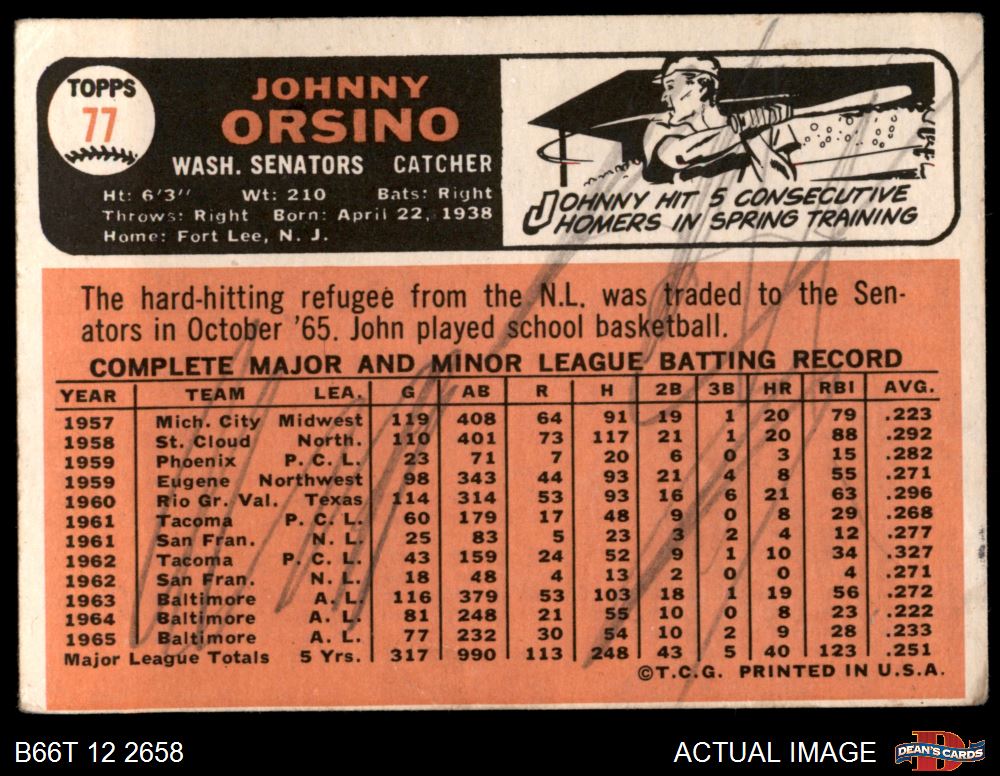 TOPPS
77
JOHNNY
ORSINO
WASH. SENATORS CATCHER
Ht: 6'3" Wt: 210 Bats: Right
Throws: Right Born: April 22, 1938
Home: Fort Lee, N. J.
JOHNNY HIT 5 CONSECUTIVE
HOMERS IN SPRING TRAINING
The hard-hitting refugee from the N.L. was traded to the Sen-
ators in October '65. John played school basketball.
COMPLETE MAJOR AND MINOR LEAGUE BATTING RECORD
YEAR TEAM LEA. G AB R H 2B 3B HR RBI AVG.
1957 Mich. City Midwest 119 408 64 91 19 1 20 79 .223
1958 St. Cloud North. 110 401 73 117 21 1 20 88 .292
1959 Phoenix P. C. L. 23 71 7 20 6 0 3 15 .282
1959 Eugene Northwest 98 343 44 93 21 4 8 55 .271
1960 Rio Gr. Val. Texas 114 314 53 93 16 6 21 63 .296
1961 Tacoma P. C. L. 60 179 17 48 9 0 8 29 .268
1961 San Fran. N. L. 25 83 5 23 3 2 4 12 .277
1962 Tacoma P. C. L. 43 159 24 52 9 1 10 34 .327
1962 San Fran. N. L. 18 48 4 13 2 0 0 4 .271
1963 Baltimore A. L. 116 379 53 103 18 1 19 56 .272
1964 Baltimore A. L. 81 248 21 55 10 0 8 23 .222
1965 Baltimore A. L. 77 232 30 54 10 2 9 28 .233
Major League Totals 5 Yrs. 317 990 113 248 43 5 40 123 .251
©T.C.G. PRINTED IN U.S.A.
B66T 12 2658
ACTUAL IMAGE
DEAN'S CARDS